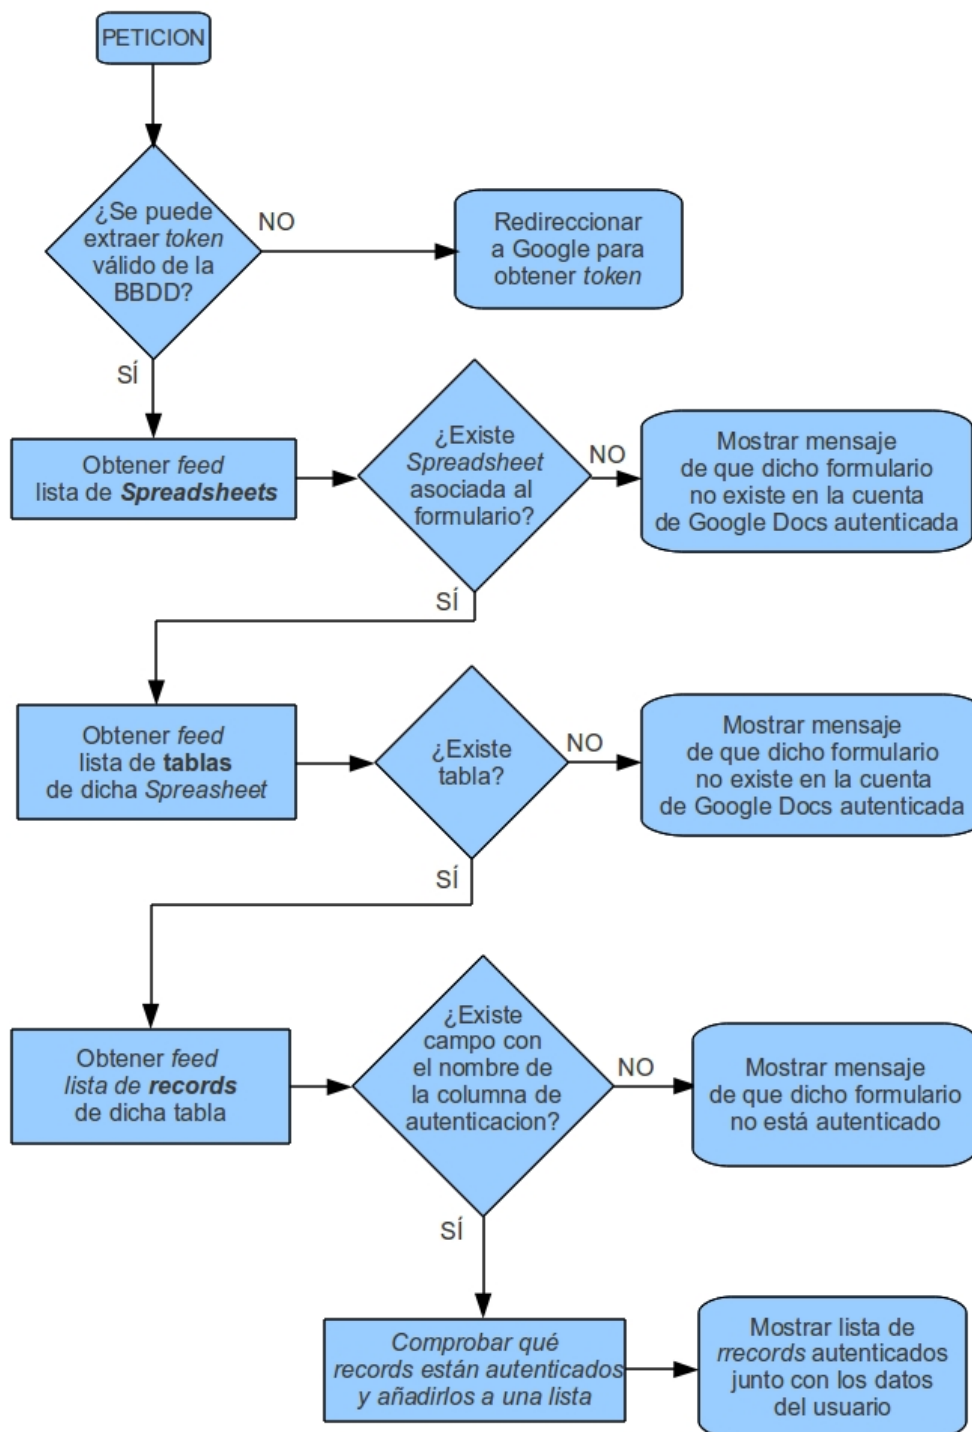 PETICION
¿Se puede
extraer token
válido de la
BBDD?
NO
Redireccionar
a Google para
obtener token
SÍ
Obtener feed
lista de Spreadsheets
¿Existe
Spreadsheet
asociada al
formulario?
NO
Mostrar mensaje
de que dicho formulario
no existe en la cuenta
de Google Docs autenticada
SÍ
Obtener feed
lista de tablas
de dicha Spreasheet
¿Existe
tabla?
NO
Mostrar mensaje
de que dicho formulario
no existe en la cuenta
de Google Docs autenticada
SÍ
Obtener feed
lista de records
de dicha tabla
¿Existe
campo con
el nombre de
la columna de
autenticacion?
NO
Mostrar mensaje
de que dicho formulario
no está autenticado
SÍ
Comprobar qué
records están autenticados
y añadirlos a una lista
Mostrar lista de
rrecords autenticados
junto con los datos
del usuario